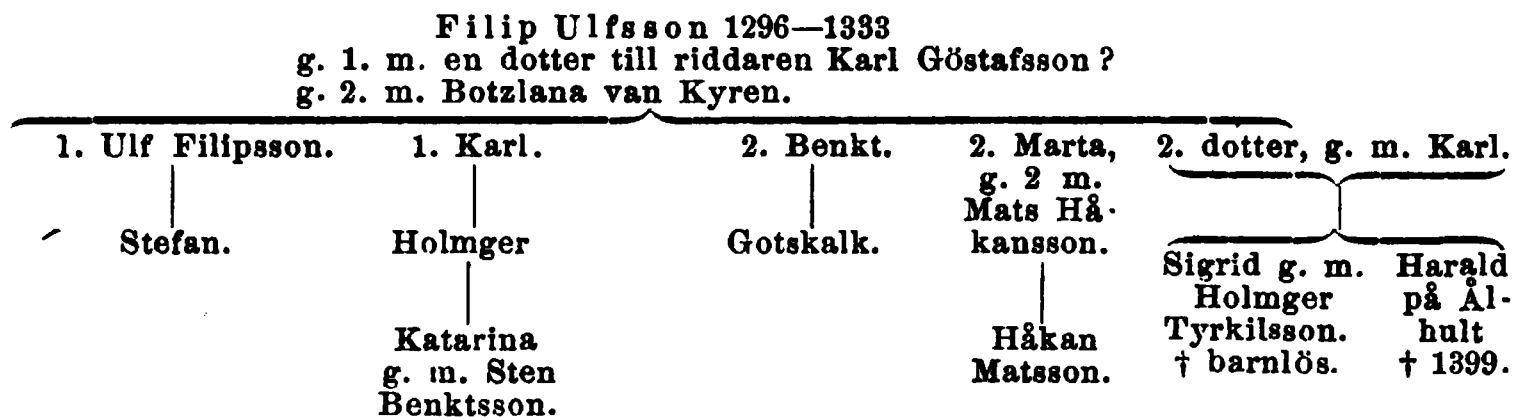 Filip Ulfsson 1296—1333
g. 1. m. en dotter till riddaren Karl Göstafsson?
g. 2. m. Botzlana van Kyren.
1. Ulf Filipsson. 1. Karl. 2. Benkt. 2. Marta, 2. dotter, g. m. Karl.
g. 2 m.
Mats Hå-
Stefan. Holmger Gotskalk. kansson.
Sigrid g. m. Harald
Holmger på Ål-
Katarina Håkan Tyrkilsson. hult
g. m. Sten Matsson. † barnlös. † 1399.
Benktsson.